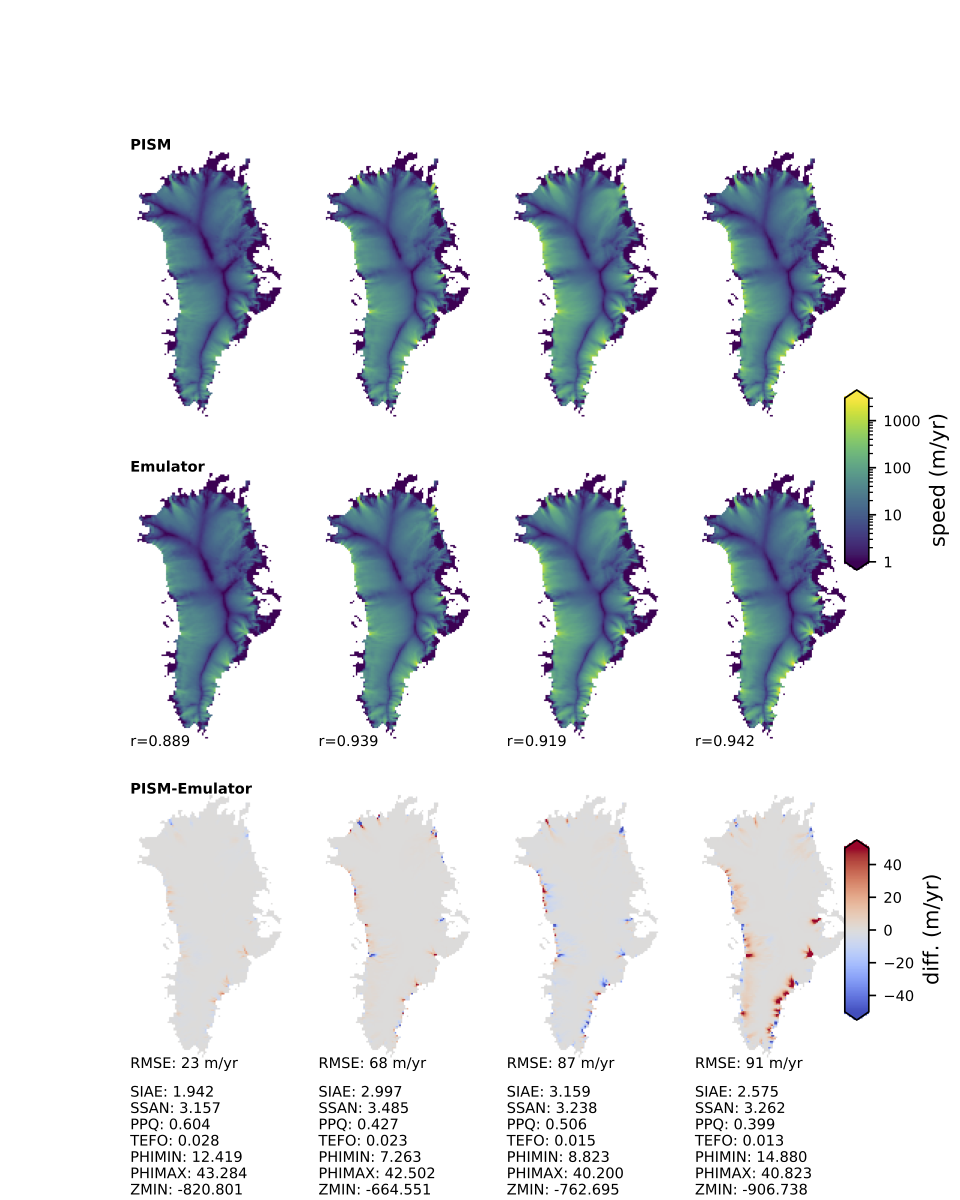 PISM
1000
100
10
1
speed (m/yr)
Emulator
r=0.889 r=0.939 r=0.919 r=0.942
PISM-Emulator
40
20
0
−20
−40
diff. (m/yr)
RMSE: 23 m/yr RMSE: 68 m/yr RMSE: 87 m/yr RMSE: 91 m/yr
SIAE: 1.942 SIAE: 2.997 SIAE: 3.159 SIAE: 2.575
SSAN: 3.157 SSAN: 3.485 SSAN: 3.238 SSAN: 3.262
PPQ: 0.604 PPQ: 0.427 PPQ: 0.506 PPQ: 0.399
TEFO: 0.028 TEFO: 0.023 TEFO: 0.015 TEFO: 0.013
PHIMIN: 12.419 PHIMIN: 7.263 PHIMIN: 8.823 PHIMIN: 14.880
PHIMAX: 43.284 PHIMAX: 42.502 PHIMAX: 40.200 PHIMAX: 40.823
ZMIN: -820.801 ZMIN: -664.551 ZMIN: -762.695 ZMIN: -906.738